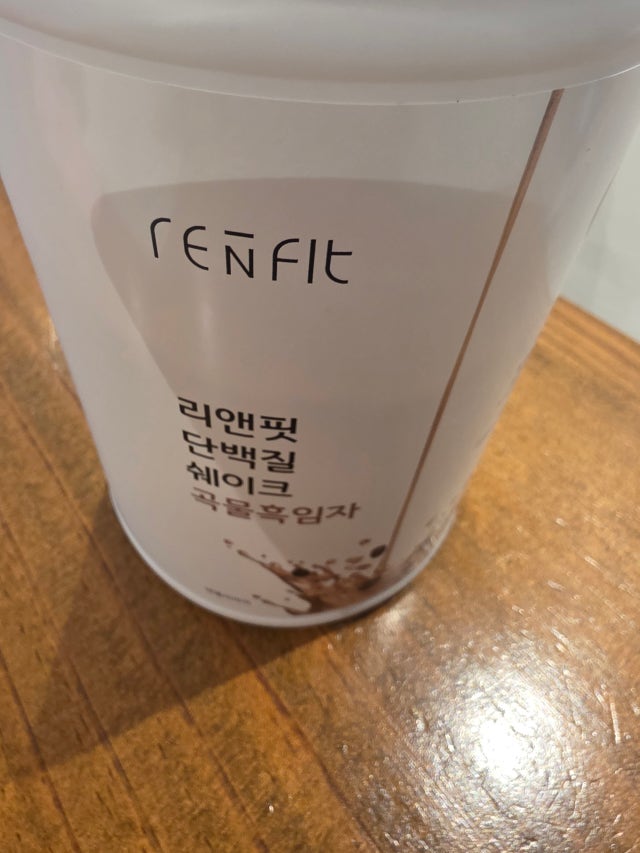 renfit
리앤핏
단백질
쉐이크
곡물흑임자